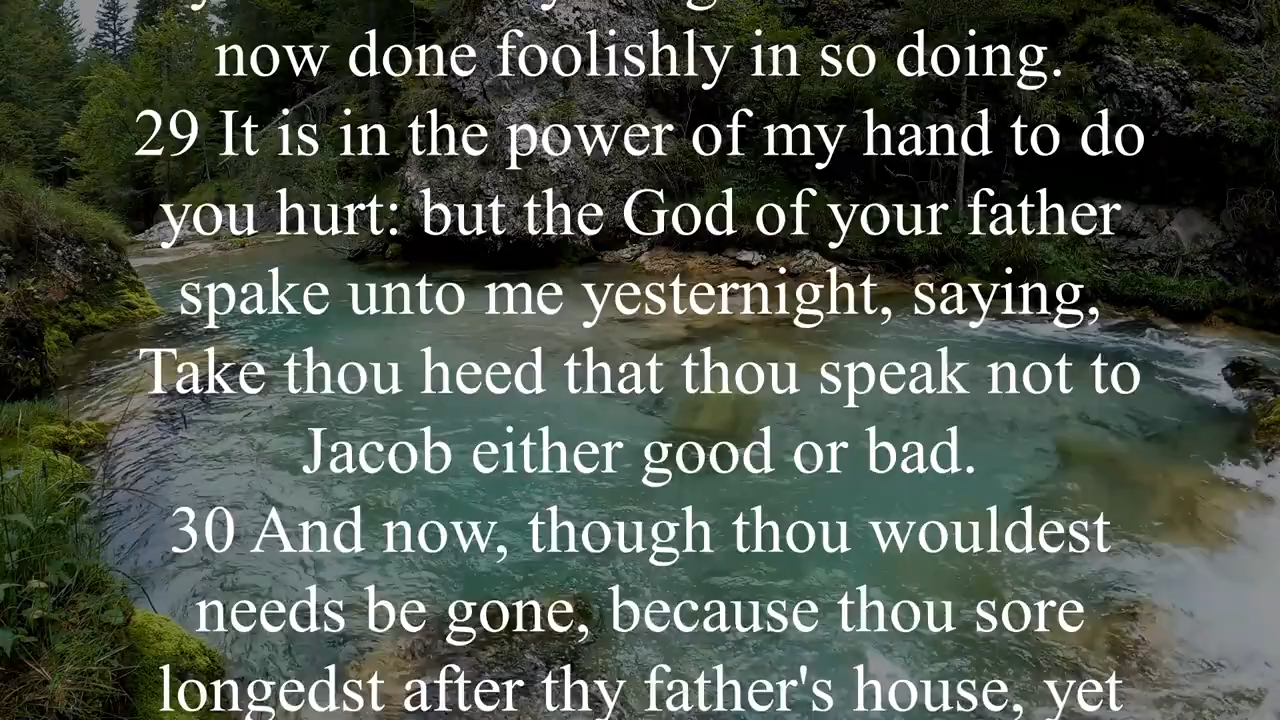 now done foolishly in so doing.
29 It is in the power of my hand to do
you hurt: but the God of your father
spake unto me yesternight, saying,
Take thou heed that thou speak not to
Jacob either good or bad.
30 And now, though thou wouldest
needs be gone, because thou sore
longedst after thy father's house, yet